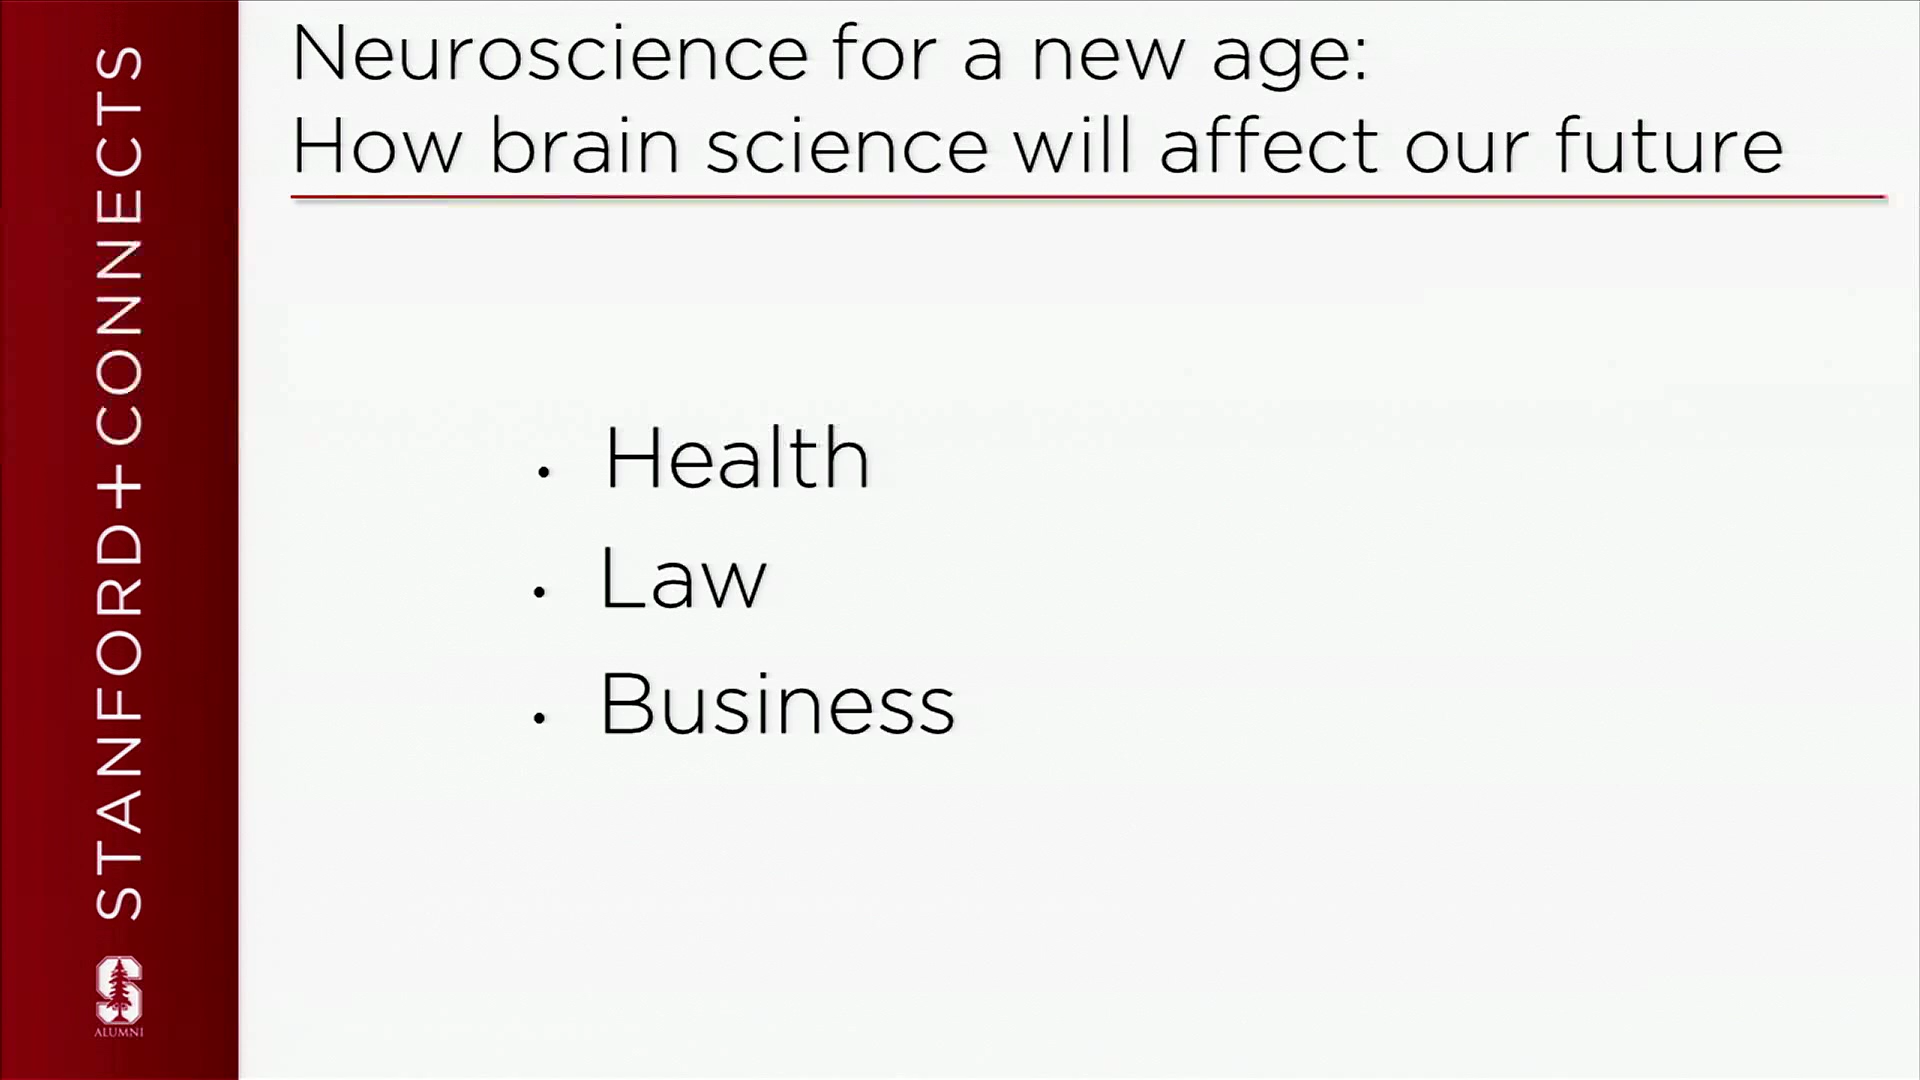 Neuroscience for a new age:
How brain science will affect our future
• Health
• Law
• Business
STANFORD+CONNECTS
S
ALUMNI